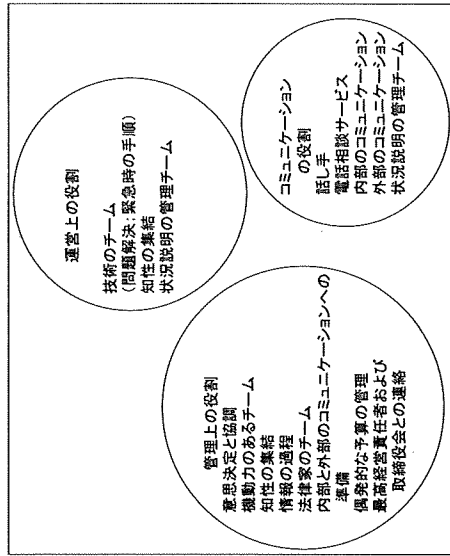 運営上の役割
技術のチーム
(問題解決;緊急時の手順)
知性の集結
状況説明の管理チーム
管理上の役割
意思決定と協調
機動力のあるチーム
知性の集結
情報の過程
法律家のチーム
内部と外部のコミュニケーションへの
準備
偶発的な予算の管理
最高経営責任者および
取締役会との連絡
コミュニケーション
の役割
話し手
電話相談サービス
内部のコミュニケーション
外部のコミュニケーション
状況説明の管理チーム